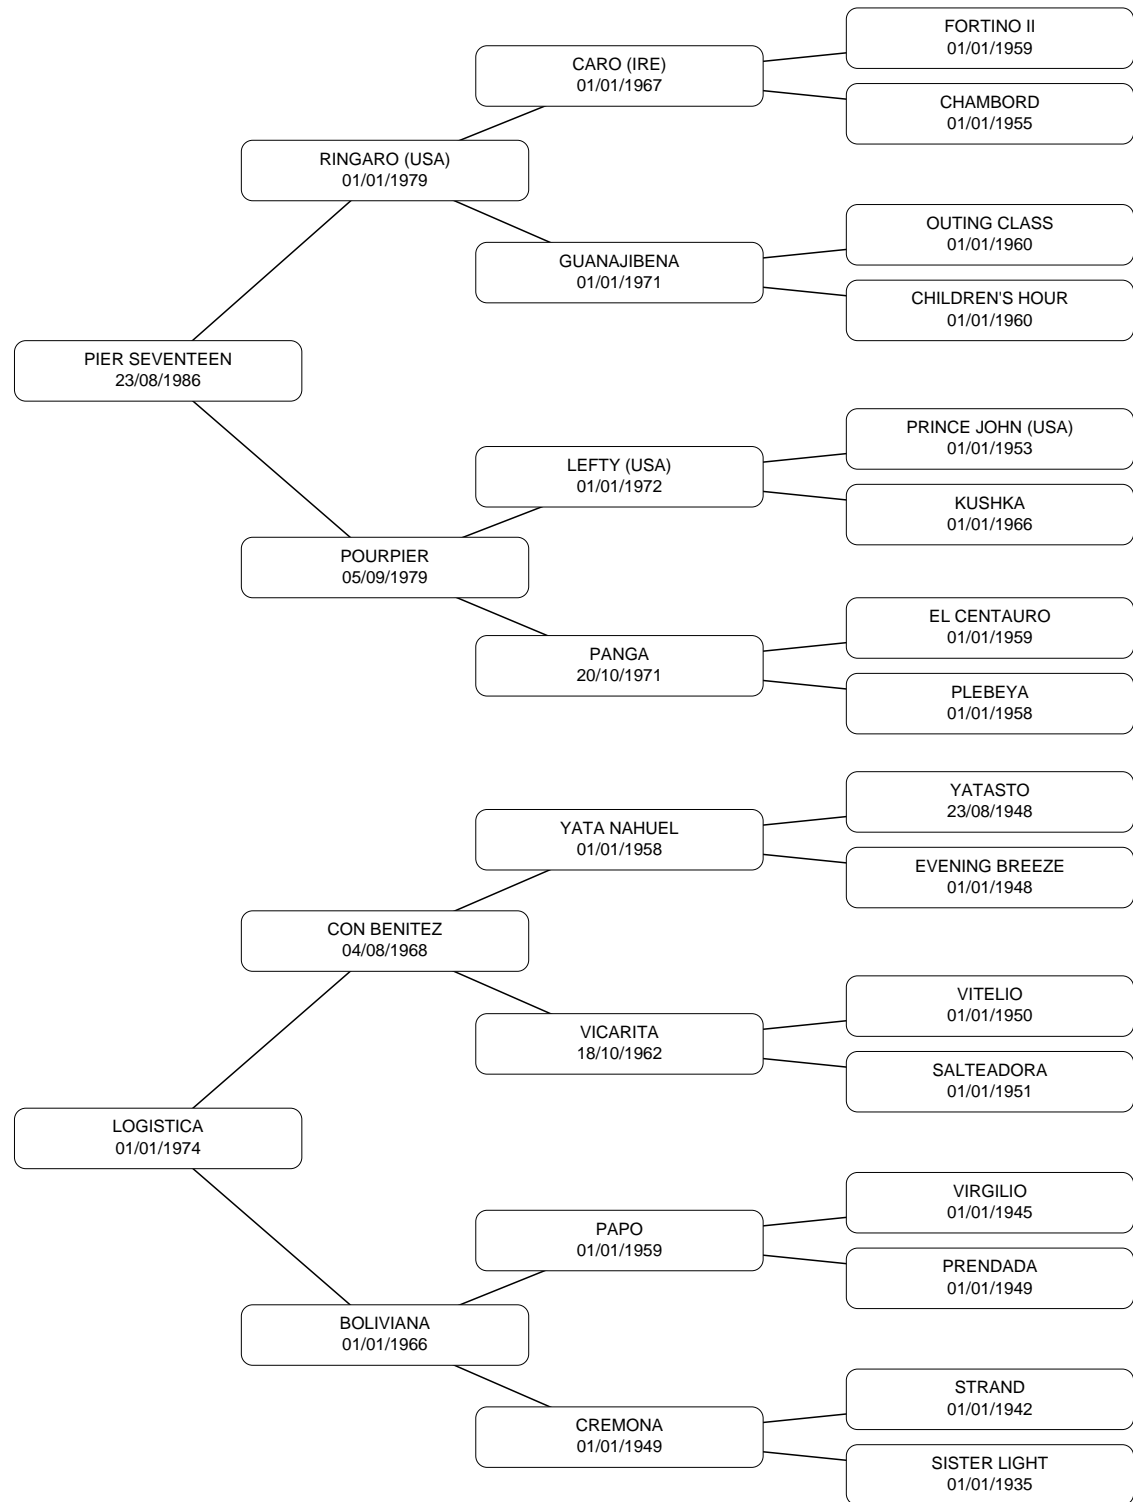 FORTINO II
01/01/1959
CARO (IRE)
01/01/1967
CHAMBORD
01/01/1955
RINGARO (USA)
01/01/1979
OUTING CLASS
01/01/1960
GUANAJIBENA
01/01/1971
CHILDREN'S HOUR
01/01/1960
PIER SEVENTEEN
23/08/1986
PRINCE JOHN (USA)
01/01/1953
LEFTY (USA)
01/01/1972
KUSHKA
01/01/1966
POURPIER
05/09/1979
EL CENTAURO
01/01/1959
PANGA
20/10/1971
PLEBEYA
01/01/1958
YATASTO
23/08/1948
YATA NAHUEL
01/01/1958
EVENING BREEZE
01/01/1948
CON BENITEZ
04/08/1968
VITELIO
01/01/1950
VICARITA
18/10/1962
SALTEADORA
01/01/1951
LOGISTICA
01/01/1974
VIRGILIO
01/01/1945
PAPO
01/01/1959
PRENDADA
01/01/1949
BOLIVIANA
01/01/1966
STRAND
01/01/1942
CREMONA
01/01/1949
SISTER LIGHT
01/01/1935